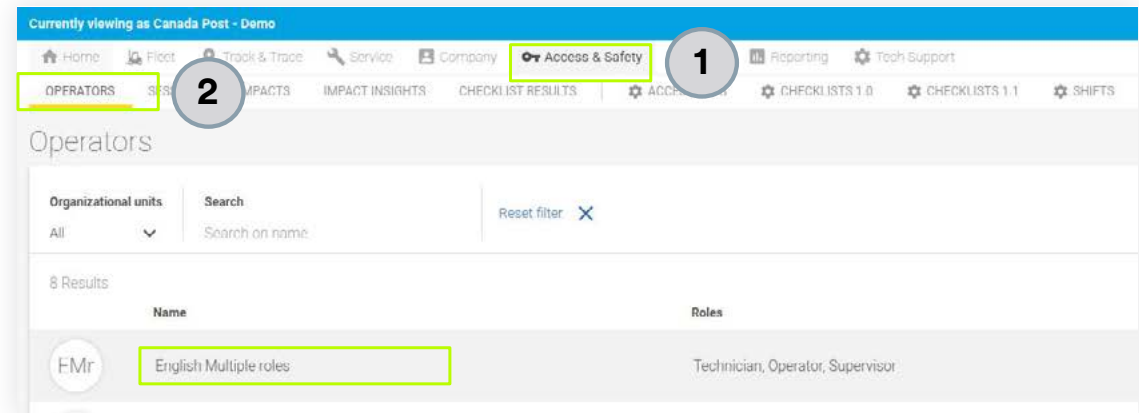 Currently viewing as Canada Post - Demo
Home Fleet Track & Trace Service Company Access & Safety 1 Reporting Tech Support
OPERATORS 2 IMPACTS IMPACT INSIGHTS CHECKLIST RESULTS CHECKLISTS 1.0 CHECKLISTS 1.1 SHIFTS
Operators
Organizational units Search
Reset filter
All Search on name
8 Results
Name Roles
EMr English Multiple roles Technician, Operator, Supervisor